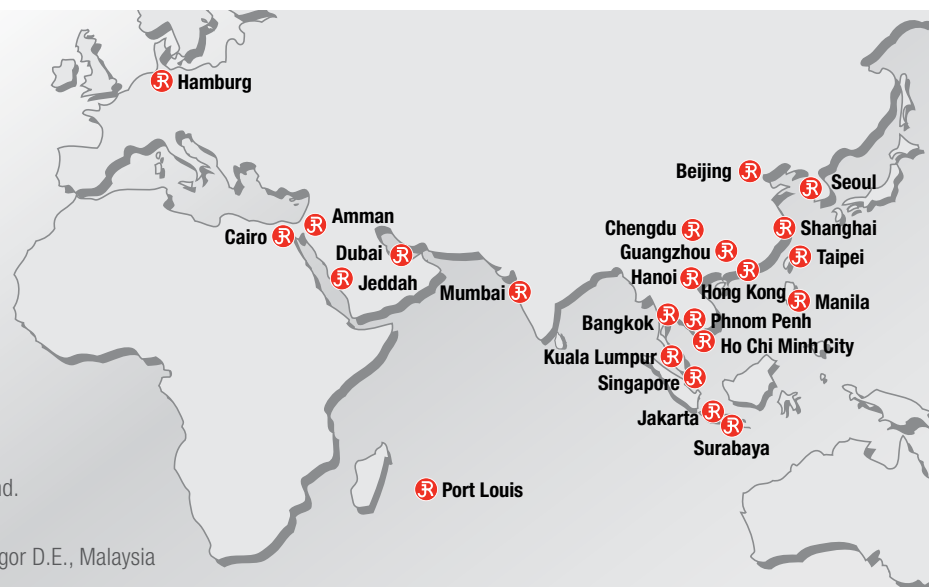 Hamburg
Beijing
Seoul
Amman
Cairo
Chengdu
Shanghai
Guangzhou
Dubai
Taipei
Hanoi
Jeddah
Mumbai
Hong Kong
Manila
Bangkok
Phnom Penh
Ho Chi Minh City
Kuala Lumpur
Singapore
Jakarta
Surabaya
Port Louis
gor D.E., Malaysia